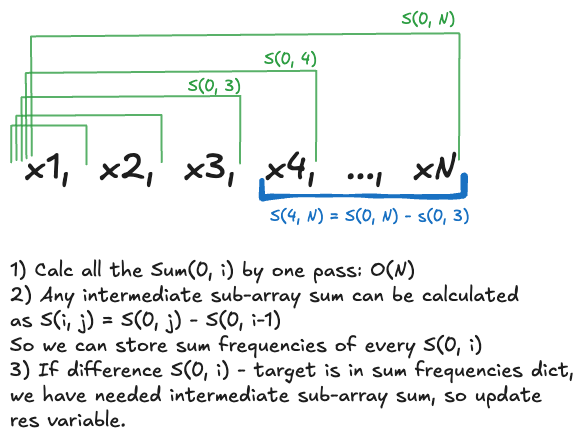 S(0, N)
S(0, 4)
S(0, 3)
x1, x2, x3, x4, ..., xN
S(4, N) = S(0, N) - s(0, 3)
1) Calc all the Sum(0, i) by one pass: O(N)
2) Any intermediate sub-array sum can be calculated
as S(i, j) = S(0, j) - S(0, i-1)
So we can store sum frequencies of every S(0, i)
3) If difference S(0, i) - target is in sum frequencies dict,
we have needed intermediate sub-array sum, so update
res variable.